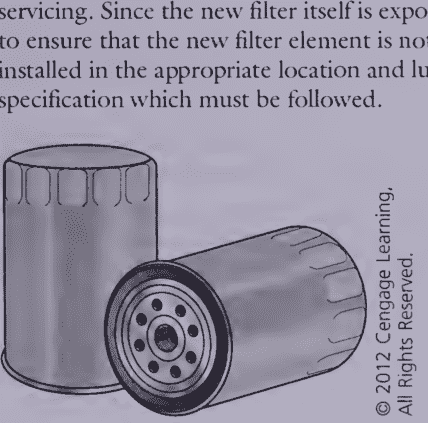 servicing. Since the new filter itself is expo
to ensure that the new filter element is not
installed in the appropriate location and lu
specification which must be followed.
© 2012 Cengage Learning,
All Rights Reserved.